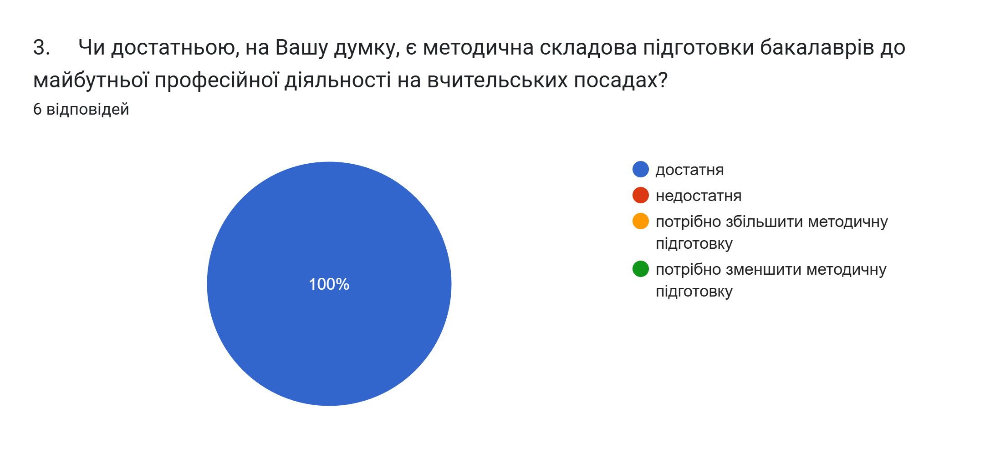 3. Чи достатньою, на Вашу думку, є методична складова підготовки бакалаврів до
майбутньої професійної діяльності на вчительських посадах?
6 відповідей
100%
достатня
недостатня
потрібно збільшити методичну
підготовку
потрібно зменшити методичну
підготовку